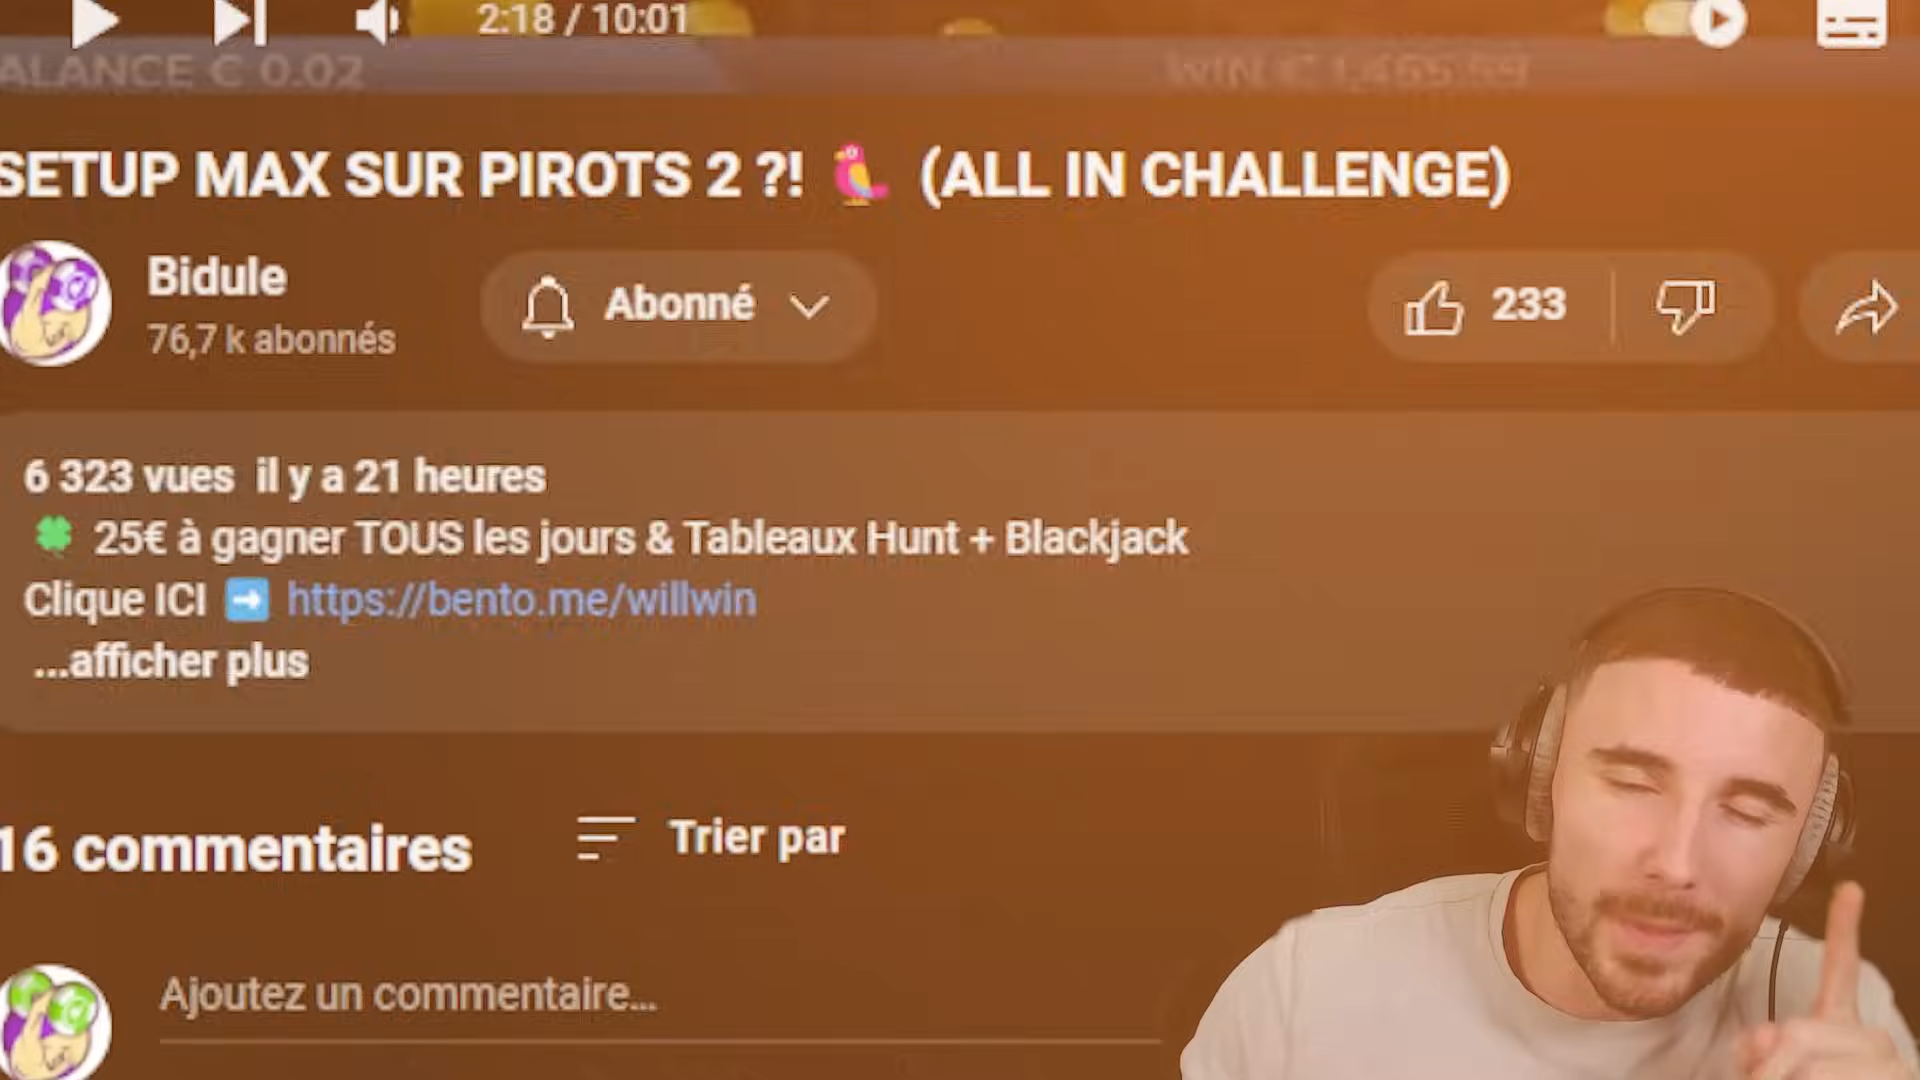 2:18 / 10:01
ALANCE € 0.02
WIN €
SETUP MAX SUR PIROTS 2 ?! 🦜 (ALL IN CHALLENGE)
Bidule
76,7 k abonnés
Abonné
233
6 323 vues il y a 21 heures
🍀 25€ à gagner TOUS les jours & Tableaux Hunt + Blackjack
Clique ICI ➡️ https://bento.me/willwin
...afficher plus
16 commentaires
Trier par
Ajoutez un commentaire...